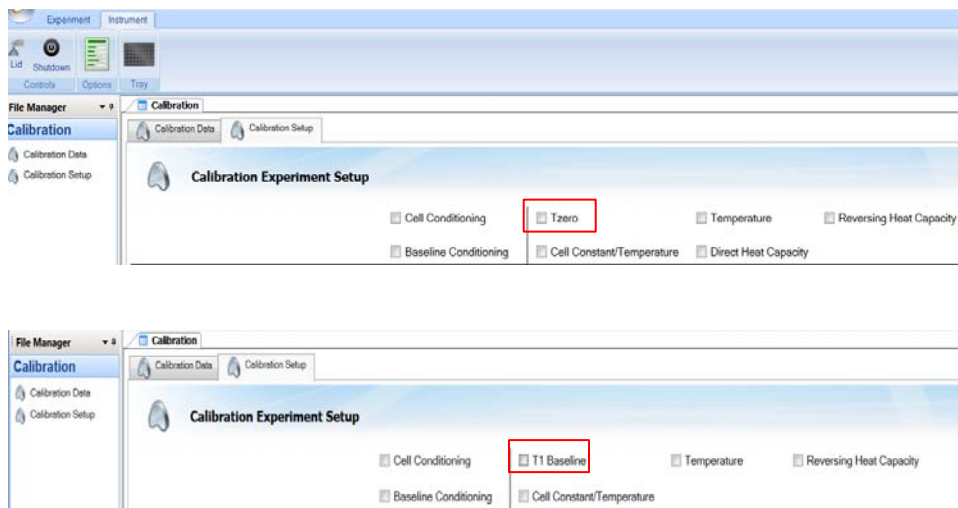 Experiment Instrument
Lid Shutdown
Controls Options Tray
File Manager Calibration
Calibration Calibration Data Calibration Setup
Calibration Data
Calibration Setup Calibration Experiment Setup
Cell Conditioning Tzero Temperature Reversing Heat Capacity
Baseline Conditioning Cell Constant/Temperature Direct Heat Capacity
File Manager Calibration
Calibration Calibration Data Calibration Setup
Calibration Data
Calibration Setup Calibration Experiment Setup
Cell Conditioning T1 Baseline Temperature Reversing Heat Capacity
Baseline Conditioning Cell Constant/Temperature